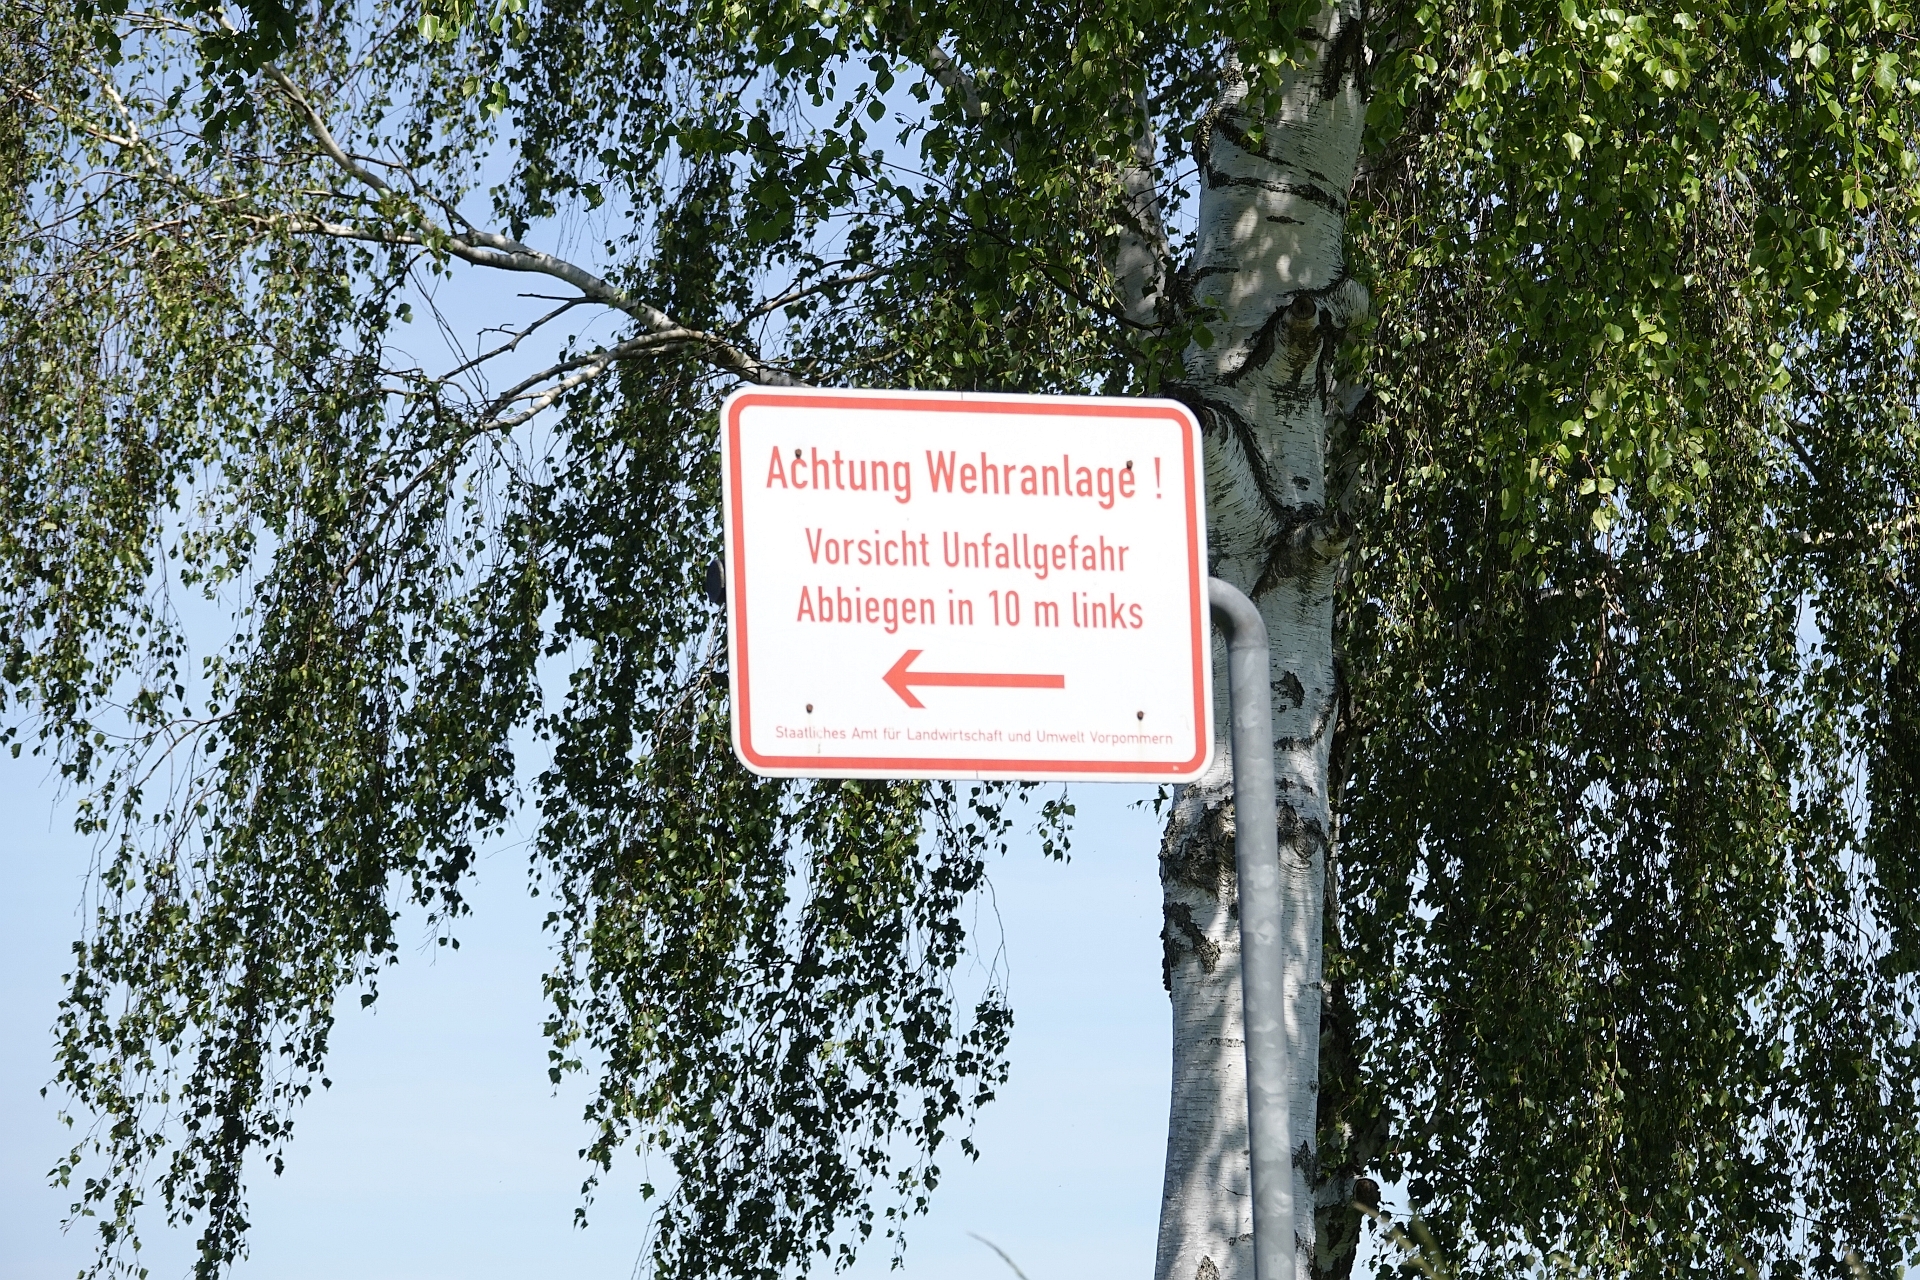 Achtung Wehranlage !
Vorsicht Unfallgefahr
Abbiegen in 10 m links
Staatliches Amt für Landwirtschaft und Umwelt Vorpommern